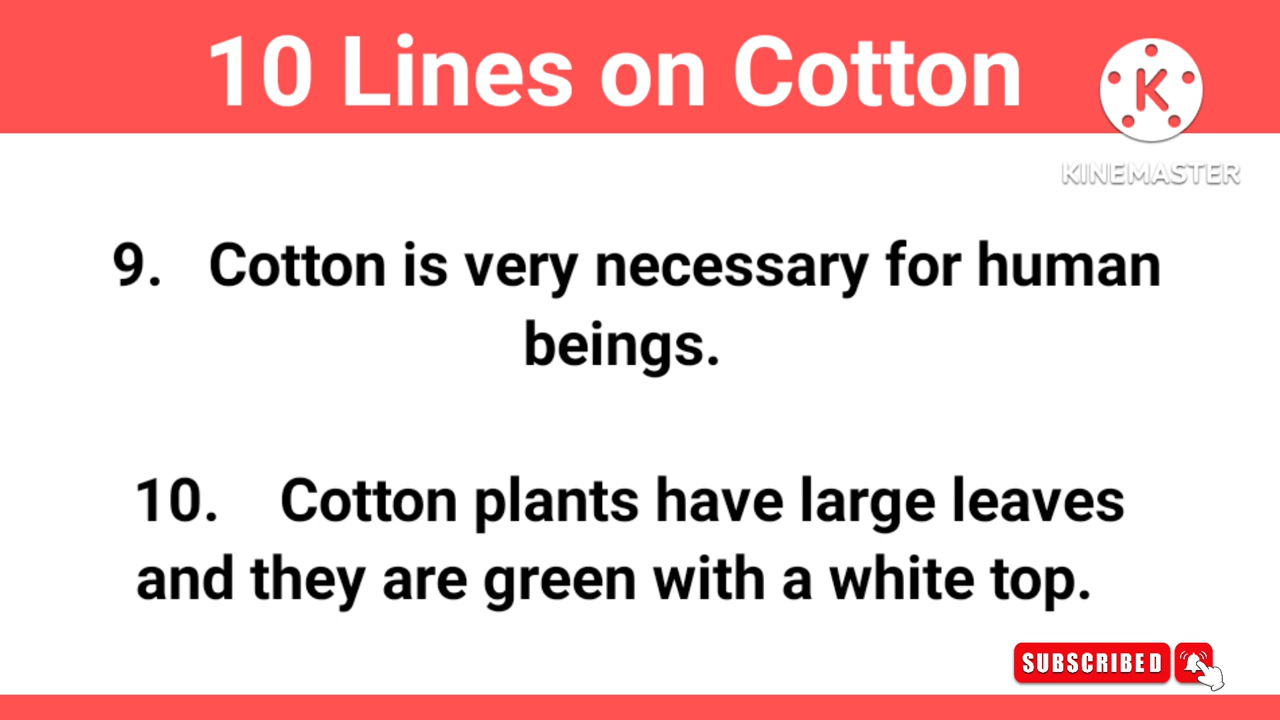 10 Lines on Cotton
K
KINEMASTER
9. Cotton is very necessary for human
beings.
10. Cotton plants have large leaves
and they are green with a white top.
SUBSCRIBED